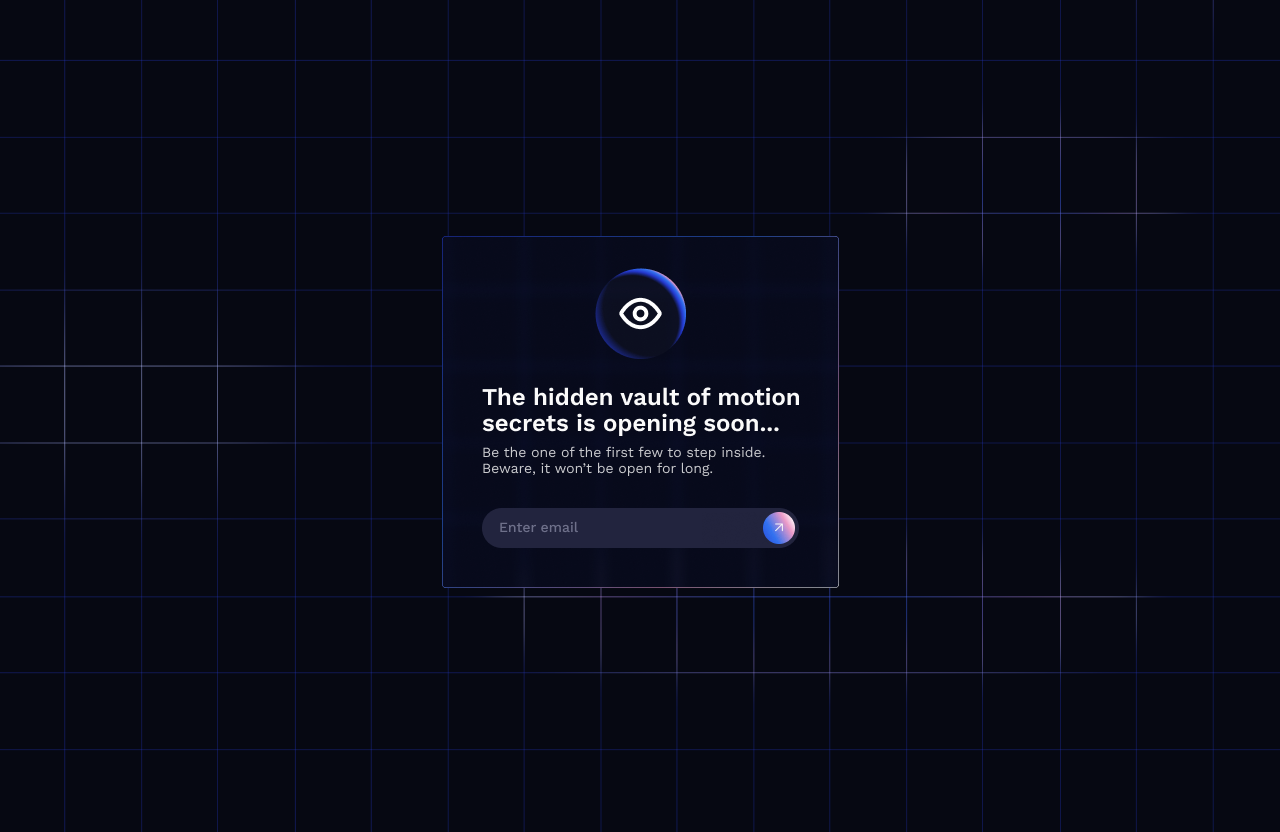 The hidden vault of motion
secrets is opening soon...
Be the one of the first few to step inside.
Beware, it won’t be open for long.
Enter email